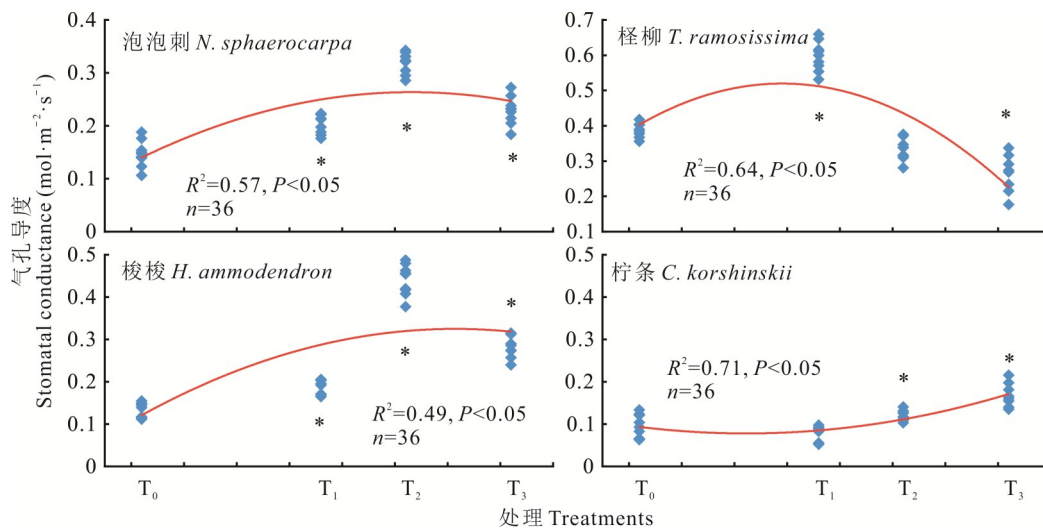 气孔导度
Stomatal conductance (mol·m⁻²·s⁻¹)
泡泡刺 N. sphaerocarpa
0.4
0.3
0.2
0.1
0
*
*
*
R²=0.57, P<0.05
n=36
柽柳 T. ramosissima
0.7
0.6
0.5
0.4
0.3
0.2
0.1
*
*
R²=0.64, P<0.05
n=36
梭梭 H. ammodendron
0.5
0.4
0.3
0.2
0.1
0
*
*
*
R²=0.49, P<0.05
n=36
T₀ T₁ T₂ T₃
柠条 C. korshinskii
0.5
0.4
0.3
0.2
0.1
0
*
*
R²=0.71, P<0.05
n=36
T₀ T₁ T₂ T₃
处理 Treatments